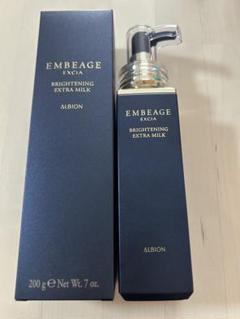 EMBEAGE
EXCIA
BRIGHTENING
EXTRA MILK
ALBION
200 g ℮ Net Wt. 7 oz.
EMBEAGE
EXCIA
BRIGHTENING
EXTRA MILK
ALBION